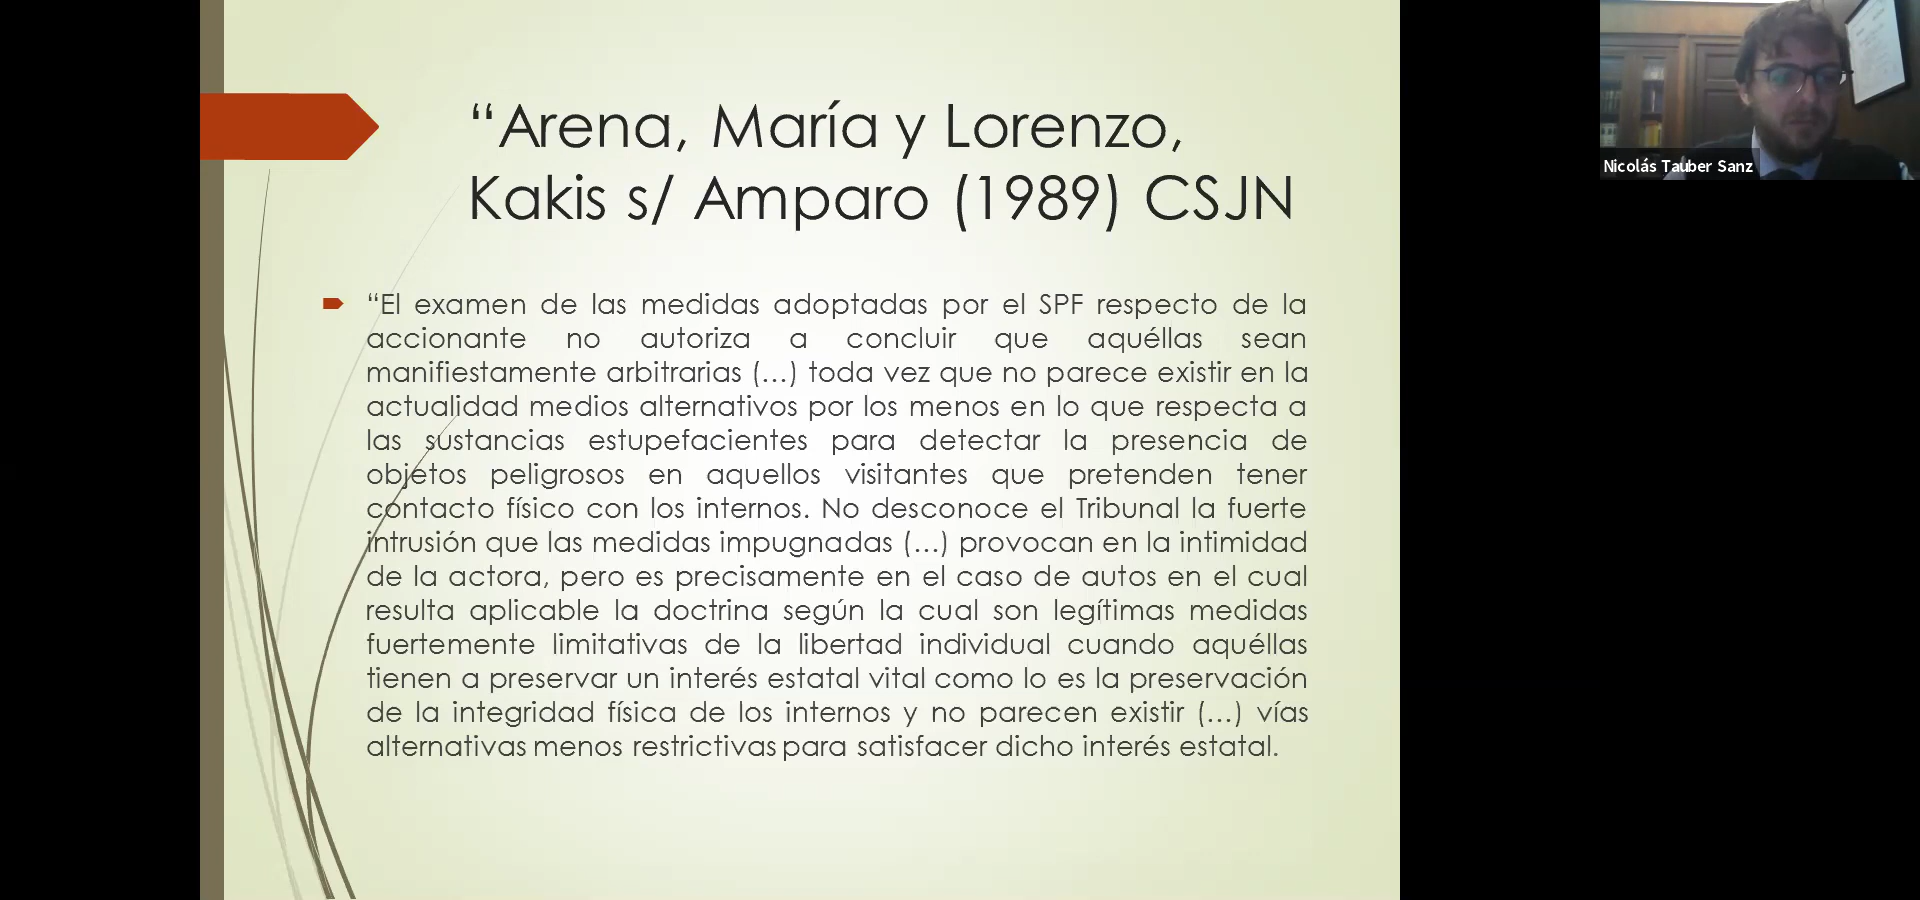 “Arena, María y Lorenzo,
Kakis s/ Amparo (1989) CSJN
“El examen de las medidas adoptadas por el SPF respecto de la
accionante no autoriza a concluir que aquéllas sean
manifiestamente arbitrarias (…) toda vez que no parece existir en la
actualidad medios alternativos por los menos en lo que respecta a
las sustancias estupefacientes para detectar la presencia de
objetos peligrosos en aquellos visitantes que pretenden tener
contacto físico con los internos. No desconoce el Tribunal la fuerte
intrusión que las medidas impugnadas (…) provocan en la intimidad
de la actora, pero es precisamente en el caso de autos en el cual
resulta aplicable la doctrina según la cual son legítimas medidas
fuertemente limitativas de la libertad individual cuando aquéllas
tienen a preservar un interés estatal vital como lo es la preservación
de la integridad física de los internos y no parecen existir (…) vías
alternativas menos restrictivas para satisfacer dicho interés estatal.
Nicolás Tauber Sanz